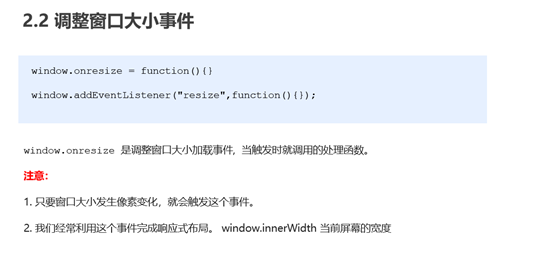 2.2 调整窗口大小事件
window.onresize = function(){}
window.addEventListener("resize",function(){});
window.onresize 是调整窗口大小加载事件，当触发时就调用的处理函数。
注意：
1. 只要窗口大小发生像素变化，就会触发这个事件。
2. 我们经常利用这个事件完成响应式布局。 window.innerWidth 当前屏幕的宽度